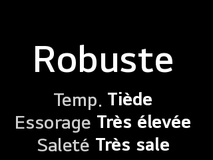 Robuste
Temp. Tiède
Essorage Très élevée
Saleté Très sale